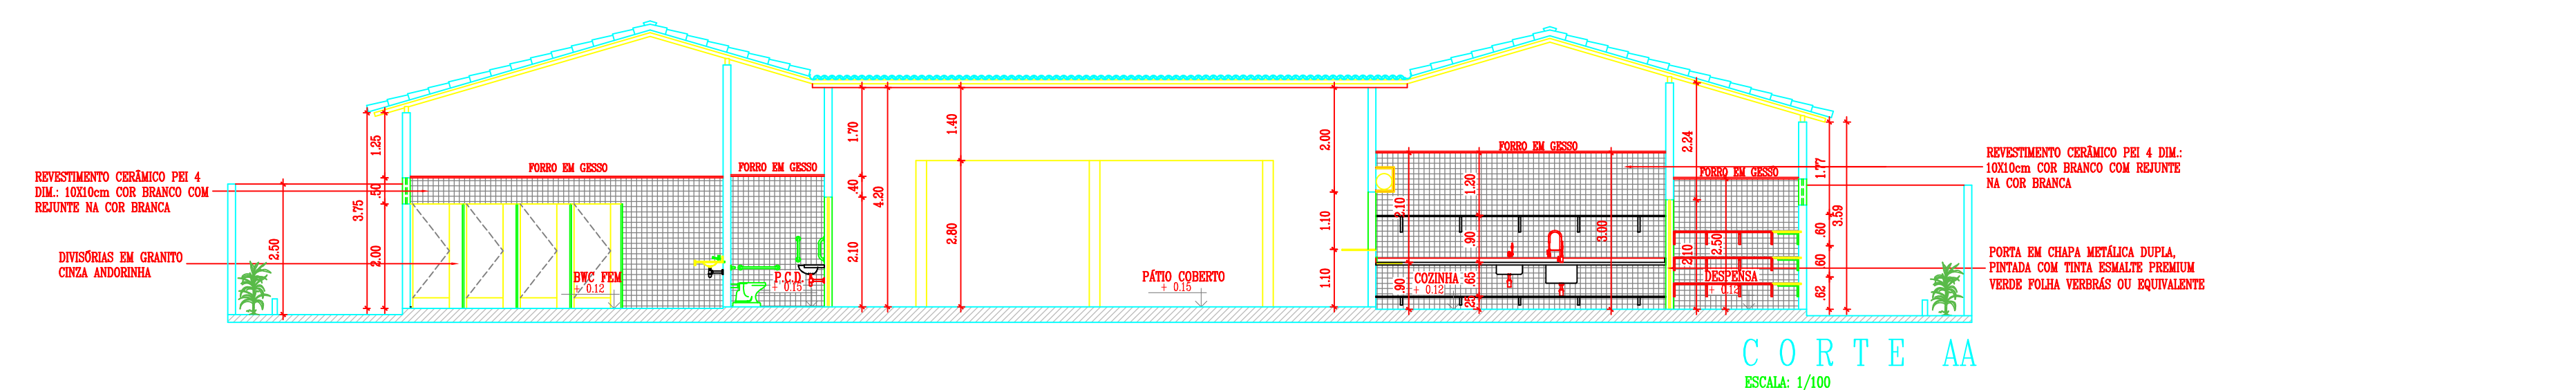 FORRO EM GESSO
FORRO EM GESSO
FORRO EM GESSO
FORRO EM GESSO
REVESTIMENTO CERÂMICO PEI 4
DIM.: 10X10cm COR BRANCO COM
REJUNTE NA COR BRANCA
DIVISÓRIAS EM GRANITO
CINZA ANDORINHA
2.50
3.75
1.25
.50
2.00
BWC FEM
+ 0.12
P.C.D.
+ 0.15
1.70
.40
2.10
4.20
1.40
2.80
PÁTIO COBERTO
+ 0.15
2.00
1.10
1.10
2.10
.90
1.20
.90
.65
.25
3.00
COZINHA
+ 0.12
2.24
2.10
2.50
DESPENSA
+ 0.12
1.77
.60
.60
.62
3.59
REVESTIMENTO CERÂMICO PEI 4 DIM.:
10X10cm COR BRANCO COM REJUNTE
NA COR BRANCA
PORTA EM CHAPA METÁLICA DUPLA,
PINTADA COM TINTA ESMALTE PREMIUM
VERDE FOLHA VERBRÁS OU EQUIVALENTE
CORTE AA
ESCALA: 1/100